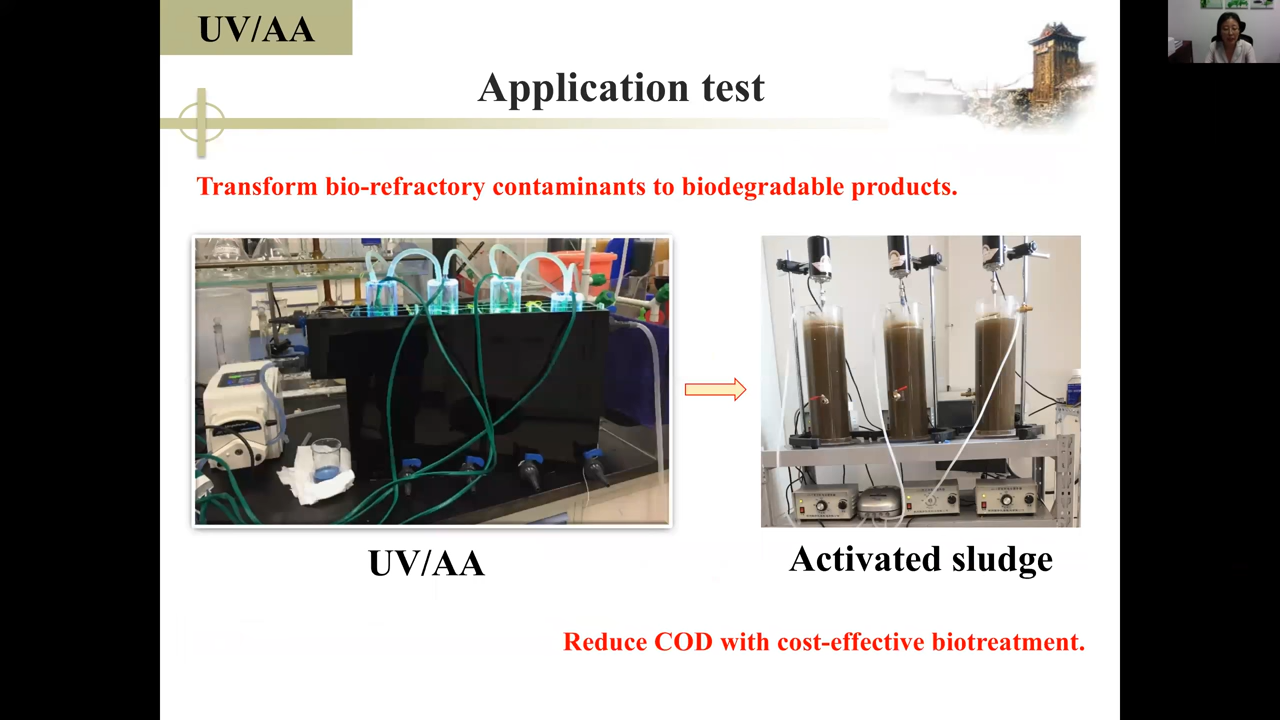 UV/AA
Application test
Transform bio-refractory contaminants to biodegradable products.
UV/AA
Activated sludge
Reduce COD with cost-effective biotreatment.